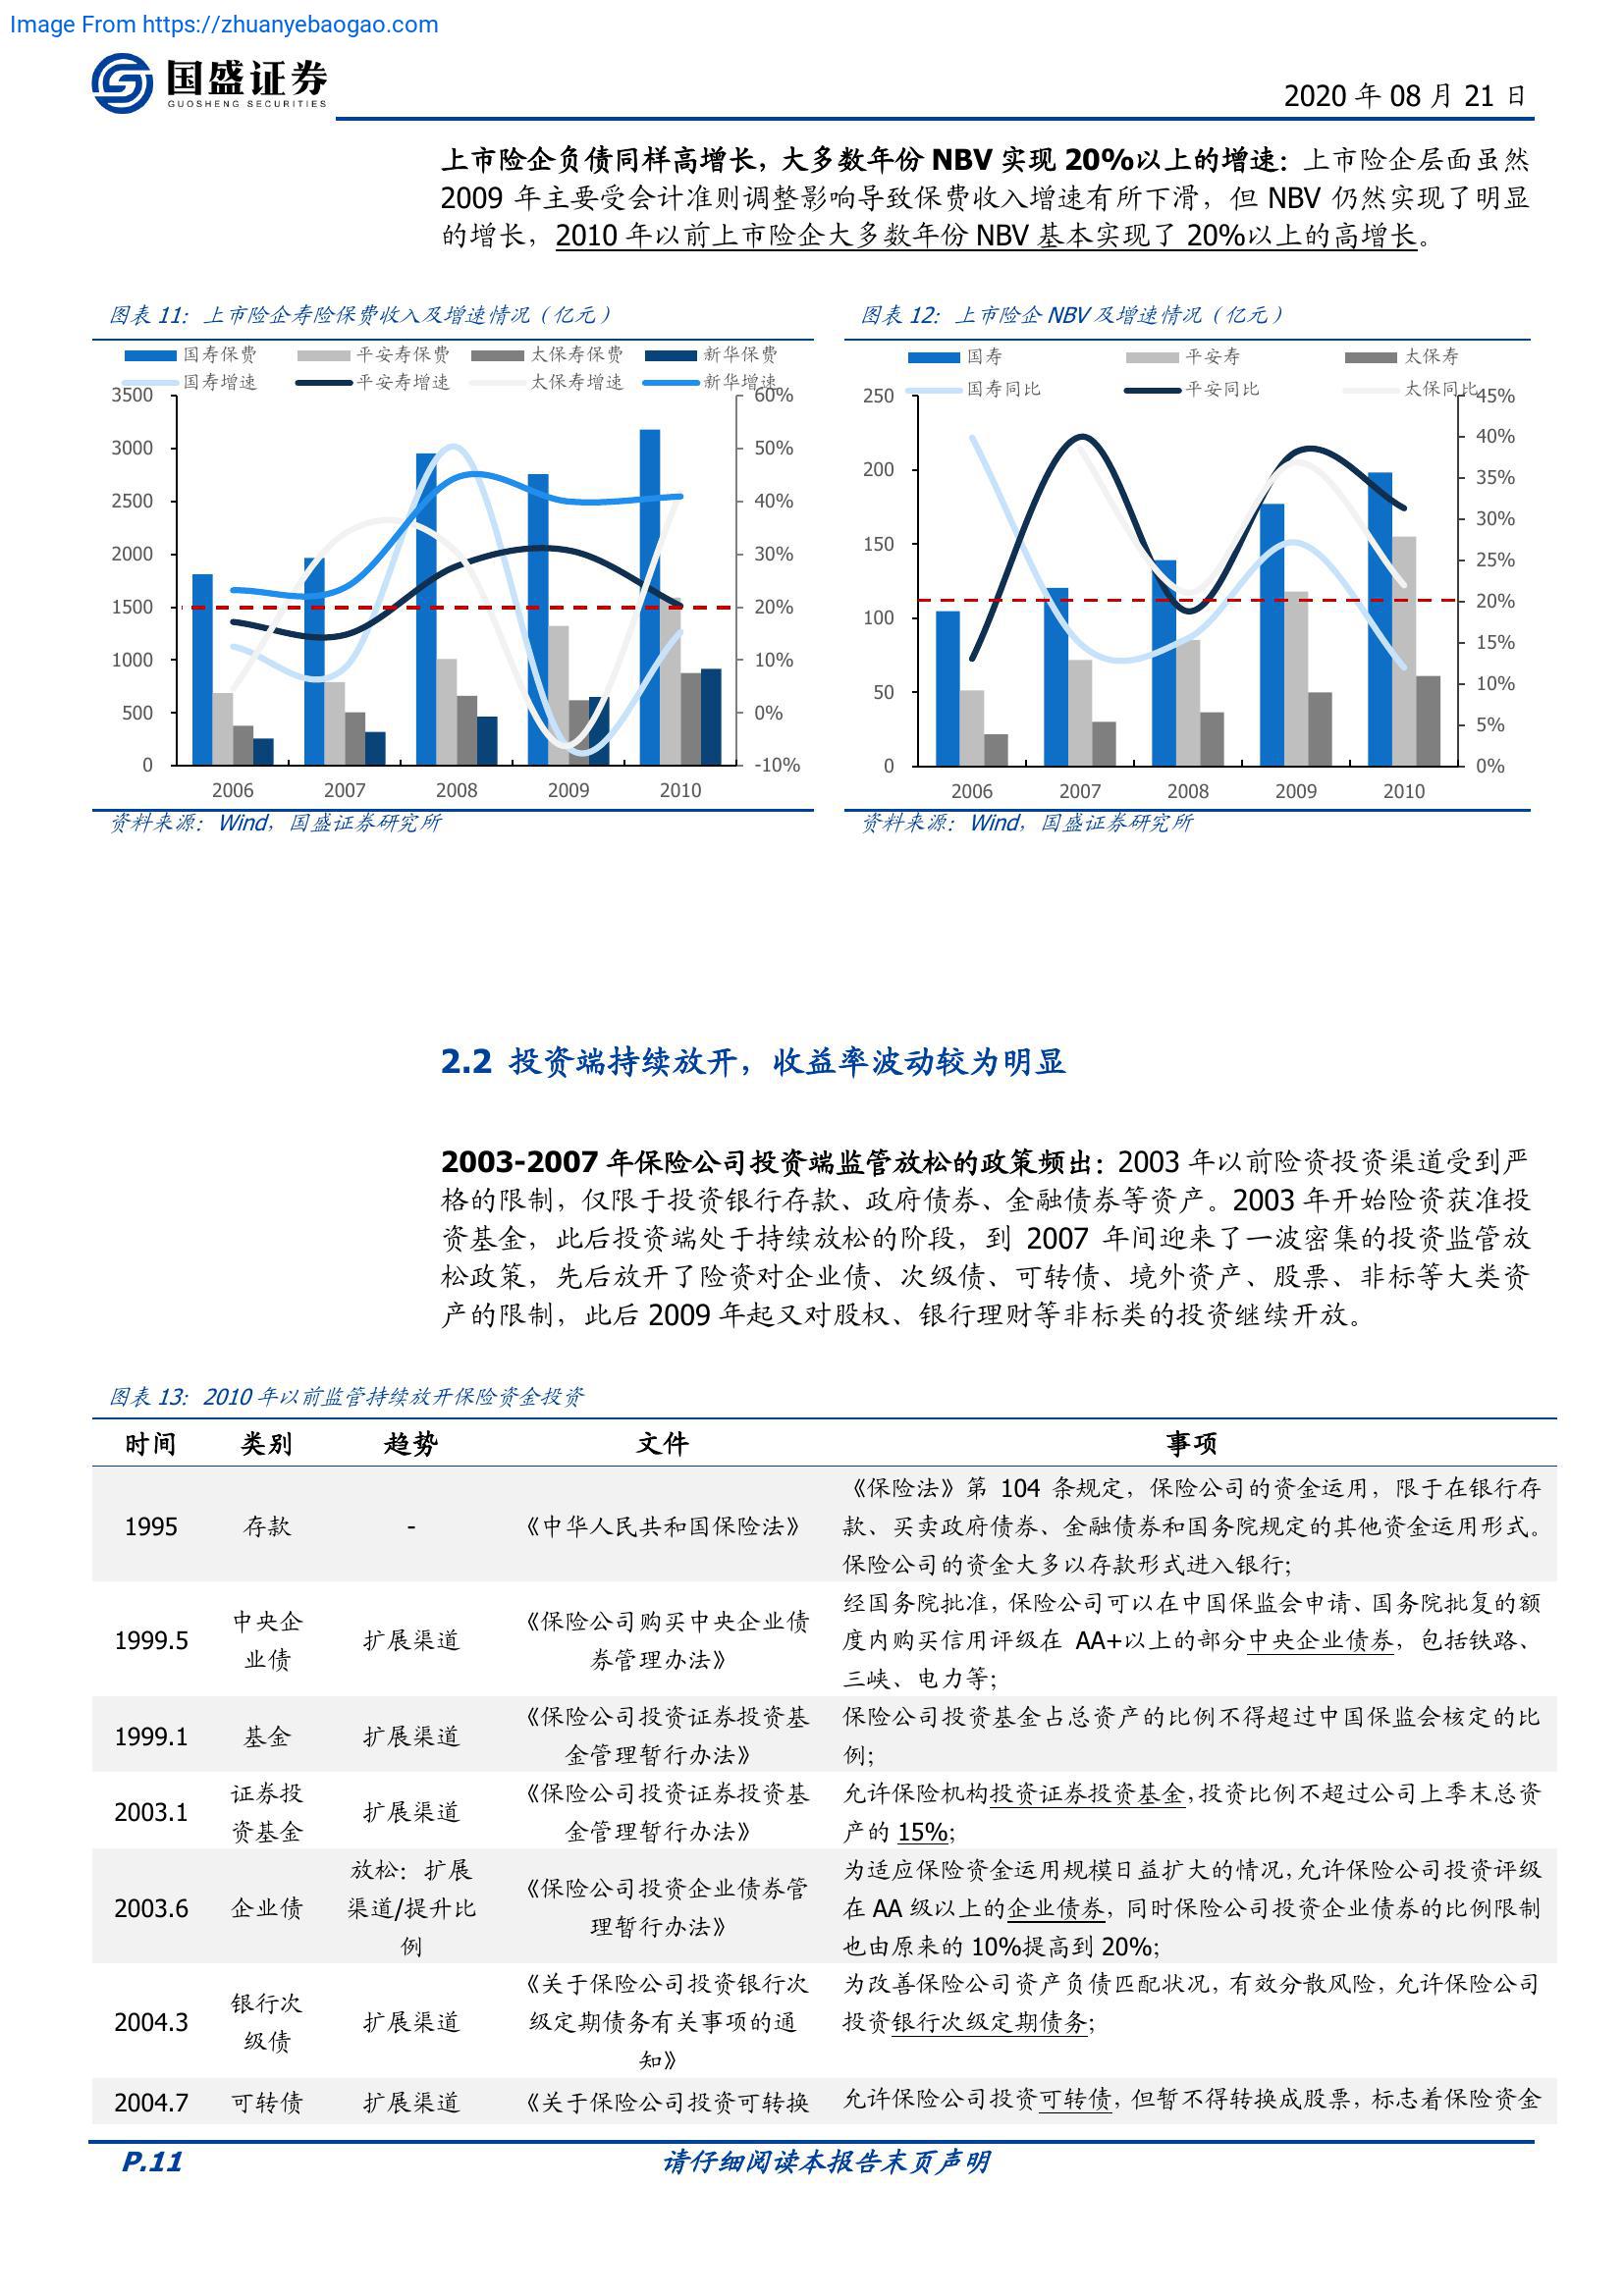 Image From https://zhuanyebaogao.com
国盛证券
GUOSHENG SECURITIES
2020 年 08 月 21 日
上市险企负债同样高增长，大多数年份 NBV 实现 20%以上的增速：上市险企层面虽然
2009 年主要受会计准则调整影响导致保费收入增速有所下滑，但 NBV 仍然实现了明显
的增长，2010 年以前上市险企大多数年份 NBV 基本实现了 20%以上的高增长。
图表 11：上市险企寿险保费收入及增速情况（亿元）
国寿保费 平安寿保费 太保寿保费 新华保费
国寿增速 平安寿增速 太保寿增速 新华增速
3500 60%
3000 50%
2500 40%
2000 30%
1500 20%
1000 10%
500 0%
0 -10%
2006 2007 2008 2009 2010
资料来源：Wind，国盛证券研究所
图表 12：上市险企 NBV 及增速情况（亿元）
国寿 平安寿 太保寿
国寿同比 平安同比 太保同比
250
200
150
100
50
0
45%
40%
35%
30%
25%
20%
15%
10%
5%
0%
2006 2007 2008 2009 2010
资料来源：Wind，国盛证券研究所
2.2 投资端持续放开，收益率波动较为明显
2003-2007 年保险公司投资端监管放松的政策频出：2003 年以前险资投资渠道受到严
格的限制，仅限于投资银行存款、政府债券、金融债券等资产。2003 年开始险资获准投
资基金，此后投资端处于持续放松的阶段，到 2007 年间迎来了一波密集的投资监管放
松政策，先后放开了险资对企业债、次级债、可转债、境外资产、股票、非标等大类资
产的限制，此后 2009 年起又对股权、银行理财等非标类的投资继续开放。
图表 13：2010 年以前监管持续放开保险资金投资
时间 类别 趋势 文件 事项
1995 存款 - 《中华人民共和国保险法》
《保险法》第 104 条规定，保险公司的资金运用，限于在银行存
款、买卖政府债券、金融债券和国务院规定的其他资金运用形式。
保险公司的资金大多以存款形式进入银行；
1999.5
中央企
业债
扩展渠道
《保险公司购买中央企业债
券管理办法》
经国务院批准，保险公司可以在中国保监会申请、国务院批复的额
度内购买信用评级在 AA+以上的部分中央企业债券，包括铁路、
三峡、电力等；
1999.1 基金 扩展渠道
《保险公司投资证券投资基
金管理暂行办法》
保险公司投资基金占总资产的比例不得超过中国保监会核定的比
例；
2003.1
证券投
资基金
扩展渠道
《保险公司投资证券投资基
金管理暂行办法》
允许保险机构投资证券投资基金，投资比例不超过公司上季末总资
产的 15%；
2003.6 企业债
放松：扩展
渠道/提升比
例
《保险公司投资企业债券管
理暂行办法》
为适应保险资金运用规模日益扩大的情况，允许保险公司投资评级
在 AA 级以上的企业债券，同时保险公司投资企业债券的比例限制
也由原来的 10%提高到 20%；
2004.3
银行次
级债
扩展渠道
《关于保险公司投资银行次
级定期债务有关事项的通
知》
为改善保险公司资产负债匹配状况，有效分散风险，允许保险公司
投资银行次级定期债务；
2004.7 可转债 扩展渠道 《关于保险公司投资可转换 允许保险公司投资可转债，但暂不得转换成股票，标志着保险资金
P.11 请仔细阅读本报告末页声明